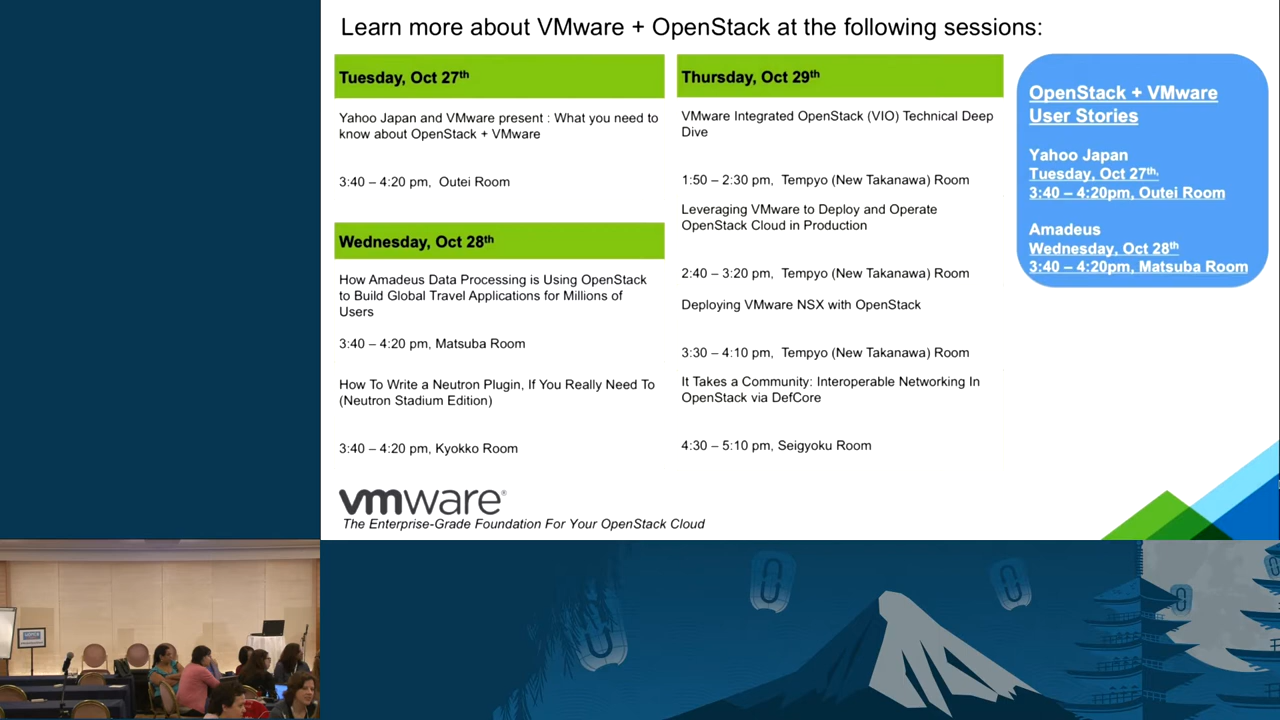 Learn more about VMware + OpenStack at the following sessions:
Tuesday, Oct 27th
Yahoo Japan and VMware present : What you need to
know about OpenStack + VMware
3:40 – 4:20 pm,  Outei Room
Wednesday, Oct 28th
How Amadeus Data Processing is Using OpenStack
to Build Global Travel Applications for Millions of
Users
3:40 – 4:20 pm, Matsuba Room
How To Write a Neutron Plugin, If You Really Need To
(Neutron Stadium Edition)
3:40 – 4:20 pm, Kyokko Room
Thursday, Oct 29th
VMware Integrated OpenStack (VIO) Technical Deep
Dive
1:50 – 2:30 pm,  Tempyo (New Takanawa) Room
Leveraging VMware to Deploy and Operate
OpenStack Cloud in Production
2:40 – 3:20 pm,  Tempyo (New Takanawa) Room
Deploying VMware NSX with OpenStack
3:30 – 4:10 pm,  Tempyo (New Takanawa) Room
It Takes a Community: Interoperable Networking In
OpenStack via DefCore
4:30 – 5:10 pm, Seigyoku Room
OpenStack + VMware
User Stories
Yahoo Japan
Tuesday, Oct 27th,
3:40 – 4:20pm, Outei Room
Amadeus
Wednesday, Oct 28th
3:40 – 4:20pm, Matsuba Room
vmware®
The Enterprise-Grade Foundation For Your OpenStack Cloud